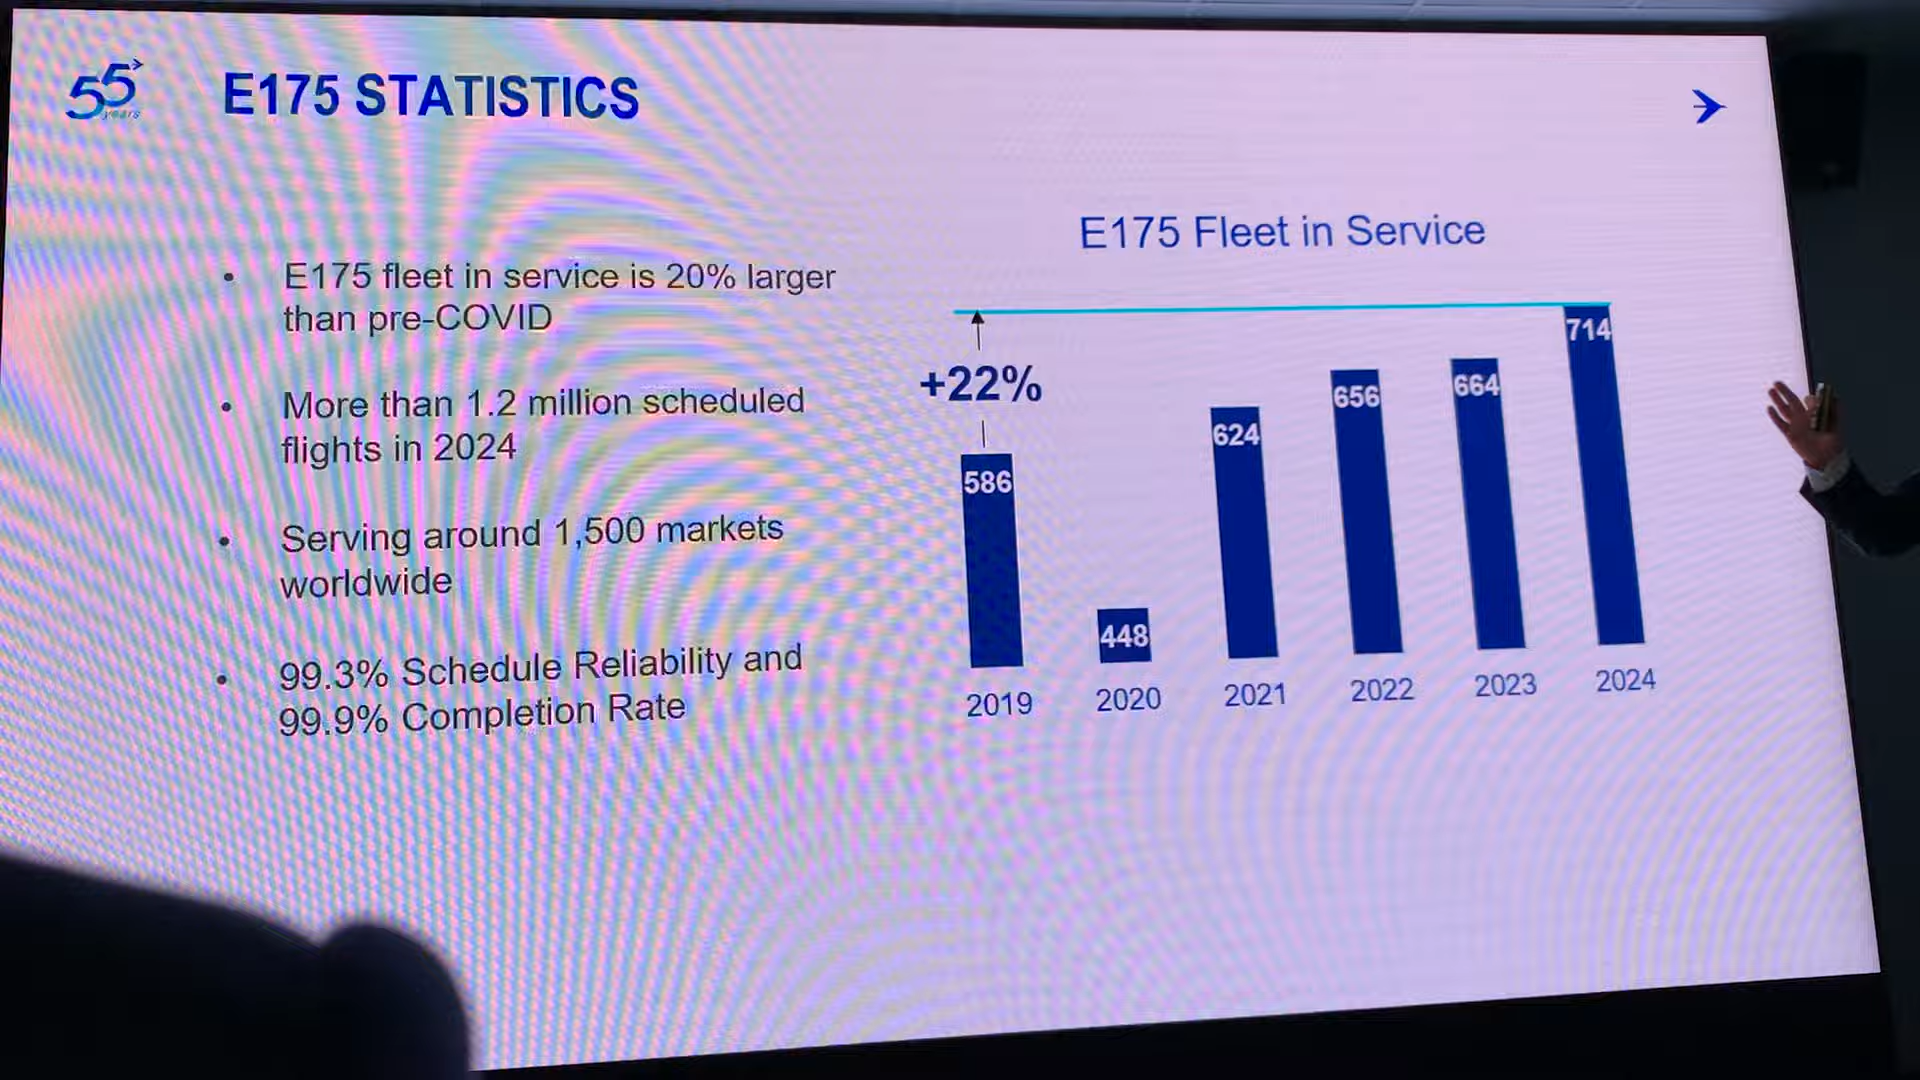 55
years
E175 STATISTICS
• E175 fleet in service is 20% larger
than pre-COVID
• More than 1.2 million scheduled
flights in 2024
• Serving around 1,500 markets
worldwide
• 99.3% Schedule Reliability and
99.9% Completion Rate
E175 Fleet in Service
+22%
586
448
624
656
664
714
2019
2020
2021
2022
2023
2024